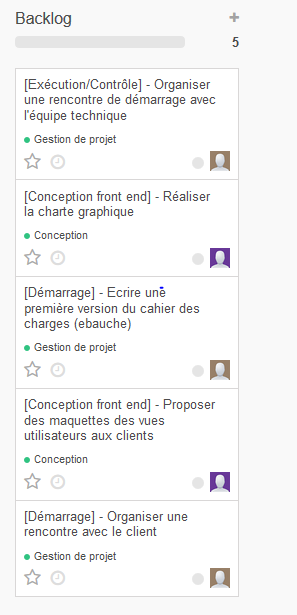 Backlog +
5
[Exécution/Contrôle] - Organiser
une rencontre de démarrage avec
l'équipe technique
Gestion de projet
[Conception front end] - Réaliser
la charte graphique
Conception
[Démarrage] - Ecrire une
première version du cahier des
charges (ebauche)
Gestion de projet
[Conception front end] - Proposer
des maquettes des vues
utilisateurs aux clients
Conception
[Démarrage] - Organiser une
rencontre avec le client
Gestion de projet